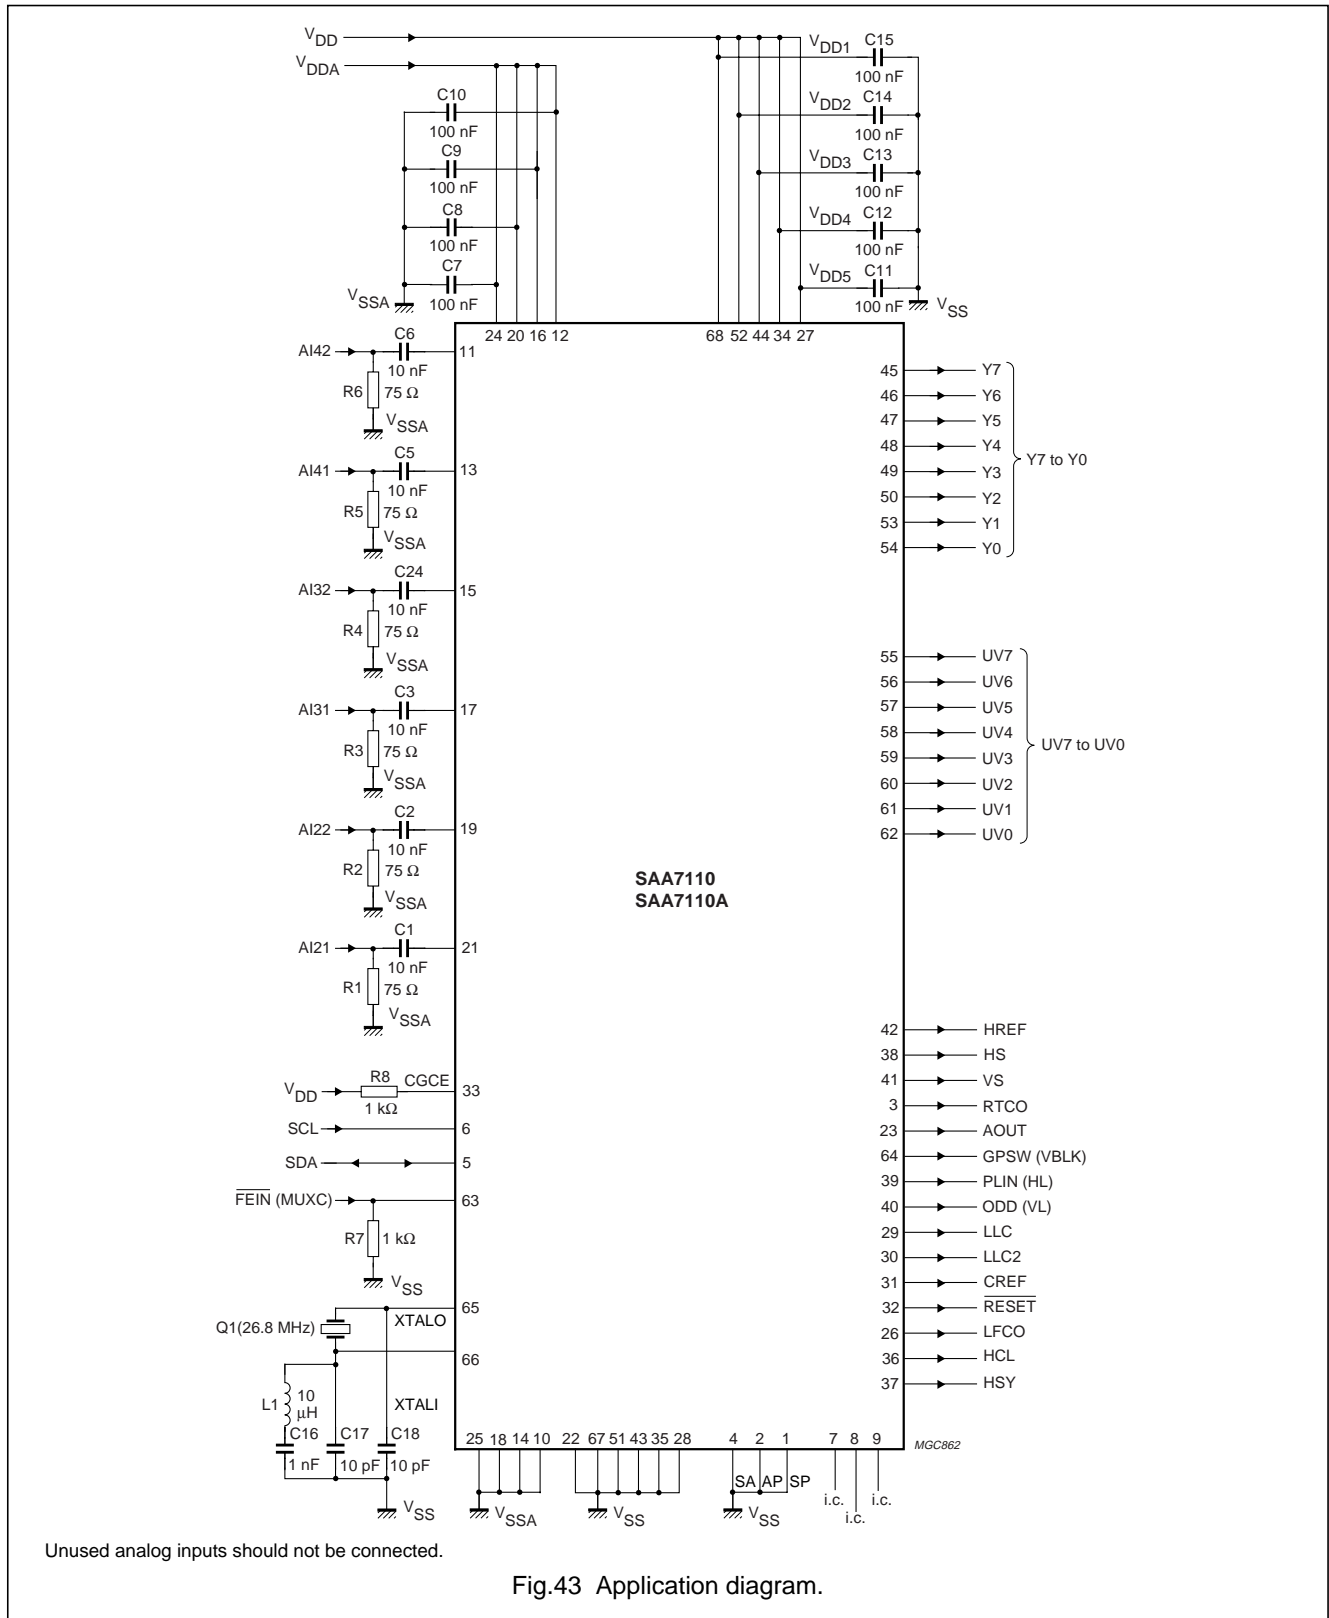 VDD
VDDA
C10
100 nF
C9
100 nF
C8
100 nF
C7
100 nF
VSSA
VDD1 C15
100 nF
VDD2 C14
100 nF
VDD3 C13
100 nF
VDD4 C12
100 nF
VDD5 C11
100 nF
VSS
24 20 16 12
68 52 44 34 27
AI42 C6 11
10 nF
R6 75 Ω
VSSA
AI41 C5 13
10 nF
R5 75 Ω
VSSA
AI32 C24 15
10 nF
R4 75 Ω
VSSA
AI31 C3 17
10 nF
R3 75 Ω
VSSA
AI22 C2 19
10 nF
R2 75 Ω
VSSA
AI21 C1 21
10 nF
R1 75 Ω
VSSA
VDD R8 CGCE 33
1 kΩ
SCL 6
SDA 5
FEIN (MUXC) 63
R7 1 kΩ
VSS
65
XTALO
Q1(26.8 MHz)
66
L1 10 μH
XTALI
C16 C17 C18
1 nF 10 pF 10 pF
VSS
SAA7110
SAA7110A
45 Y7
46 Y6
47 Y5
48 Y4
49 Y3
50 Y2
53 Y1
54 Y0
Y7 to Y0
55 UV7
56 UV6
57 UV5
58 UV4
59 UV3
60 UV2
61 UV1
62 UV0
UV7 to UV0
42 HREF
38 HS
41 VS
3 RTCO
23 AOUT
64 GPSW (VBLK)
39 PLIN (HL)
40 ODD (VL)
29 LLC
30 LLC2
31 CREF
32 RESET
26 LFCO
36 HCL
37 HSY
25 18 14 10
VSSA
22 67 51 43 35 28
VSS
4 2 1
SA AP SP
VSS
7 8 9
i.c. i.c. i.c.
MGC862
Unused analog inputs should not be connected.
Fig.43 Application diagram.